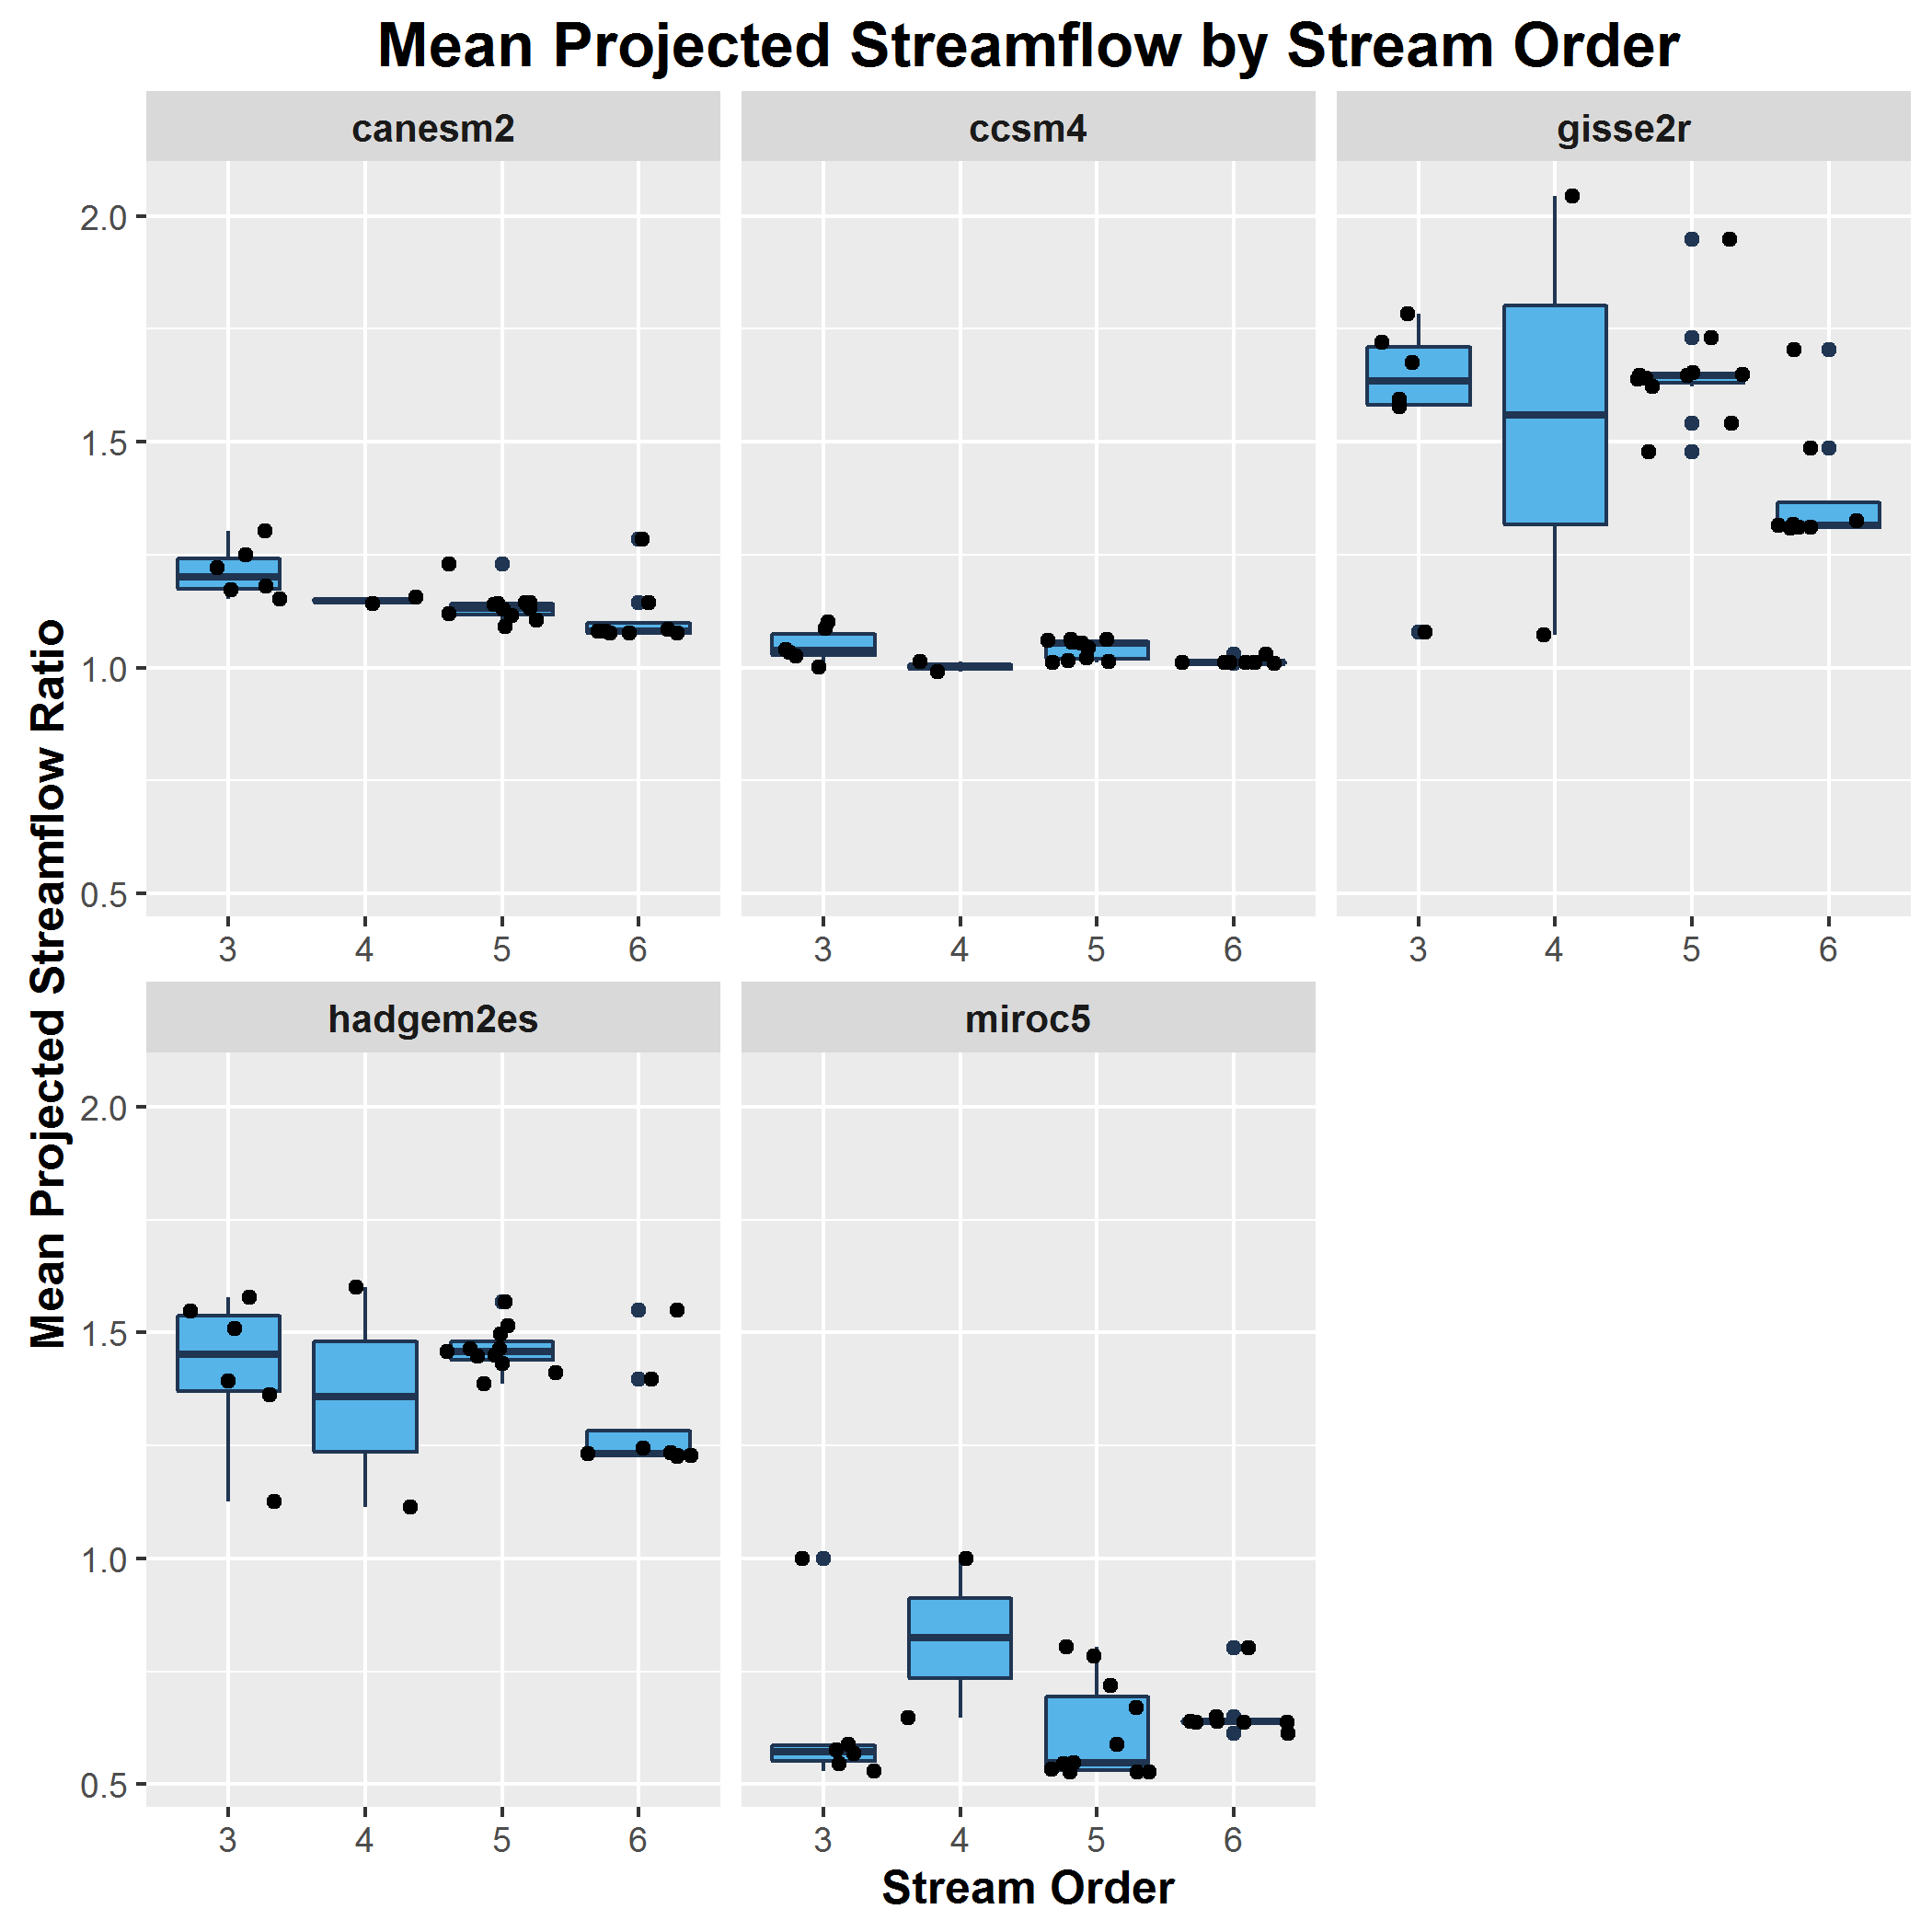 Mean Projected Streamflow by Stream Order
canesm2 ccsm4 gisse2r
2.0
1.5
1.0
0.5
3 4 5 6 3 4 5 6 3 4 5 6
Mean Projected Streamflow Ratio
hadgem2es miroc5
2.0
1.5
1.0
0.5
3 4 5 6 3 4 5 6
Stream Order